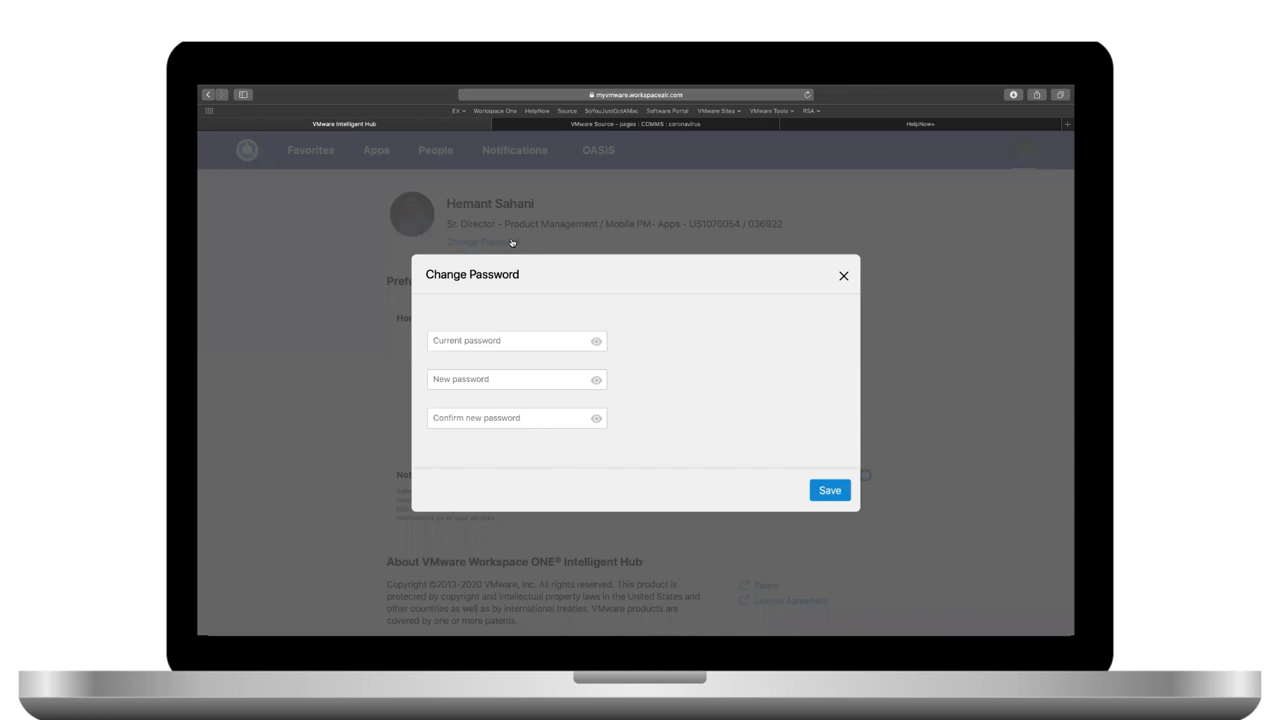 myvmware.workspaceair.com
EX Workspace One HelpNow Source SoYouJustGotAMac Software Portal VMware Sites VMware Tools RSA
VMware Intelligent Hub
VMware Source - pages : COMMS : coronavirus
HelpNow+
Favorites Apps People Notifications OASIS
Hemant Sahani
Sr. Director - Product Management / Mobile PM- Apps - US1070054 / 036922
Change Password
Change Password
Current password
New password
Confirm new password
Save
About VMware Workspace ONE® Intelligent Hub
Copyright ©2013-2020 VMware, Inc. All rights reserved. This product is
protected by copyright and intellectual property laws in the United States and
other countries as well as by international treaties. VMware products are
covered by one or more patents.
Patent
License Agreement